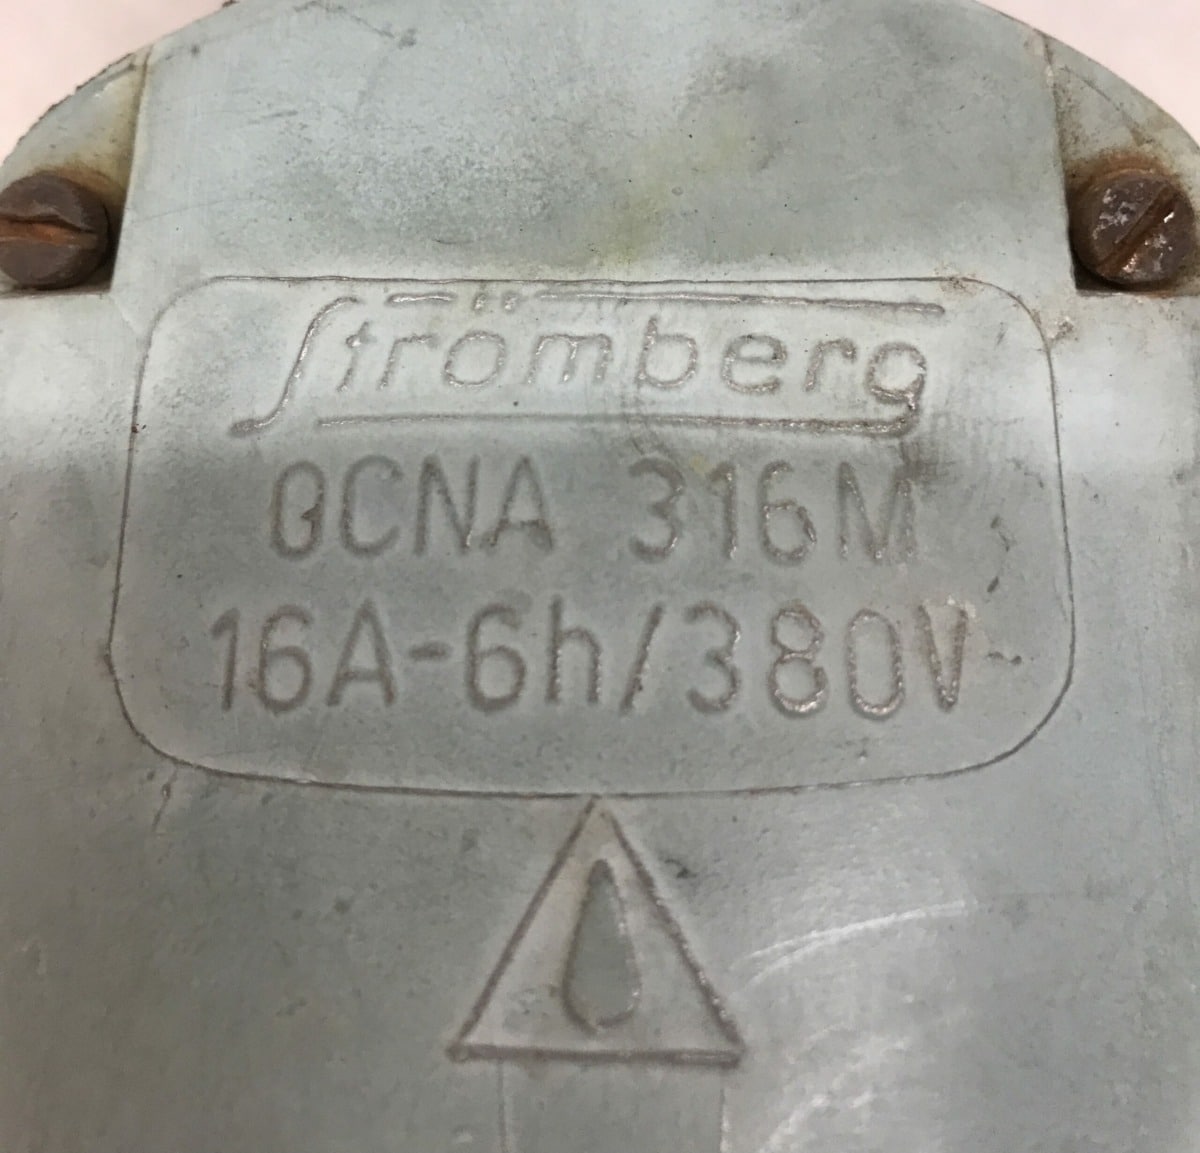 Strömberg
OCNA 316M
16A-6h/380V~